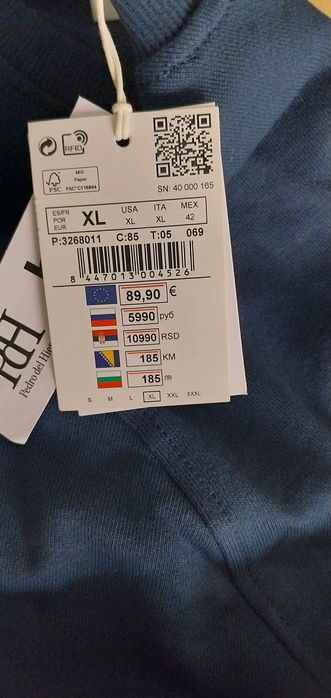 RFID
MIX
Paper
FSC
FSC® C116844
SN: 40 000 165
ES/FR
POR
EUR
XL
USA
XL
ITA
XL
MEX
42
P:3268011 C:85 T:05 069
8 447013 004526
89,90 €
5990 руб
10990 RSD
185 KM
185 лв
S M L XL XXL XXXL
PdH
Pedro del Hier